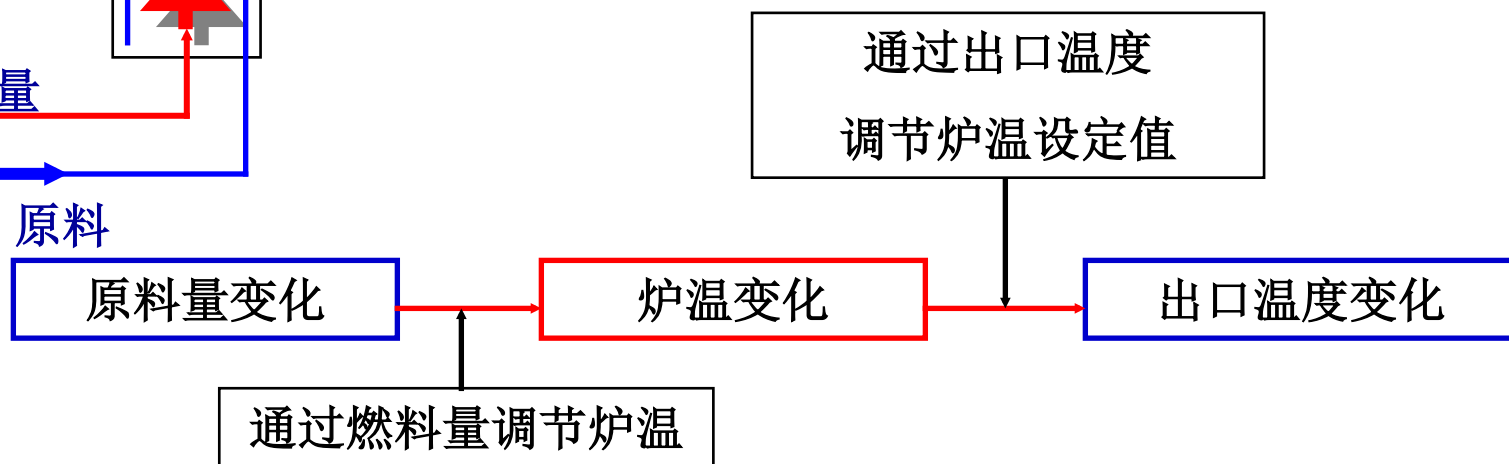 通过出口温度
调节炉温设定值
量
原料
原料量变化
炉温变化
出口温度变化
通过燃料量调节炉温